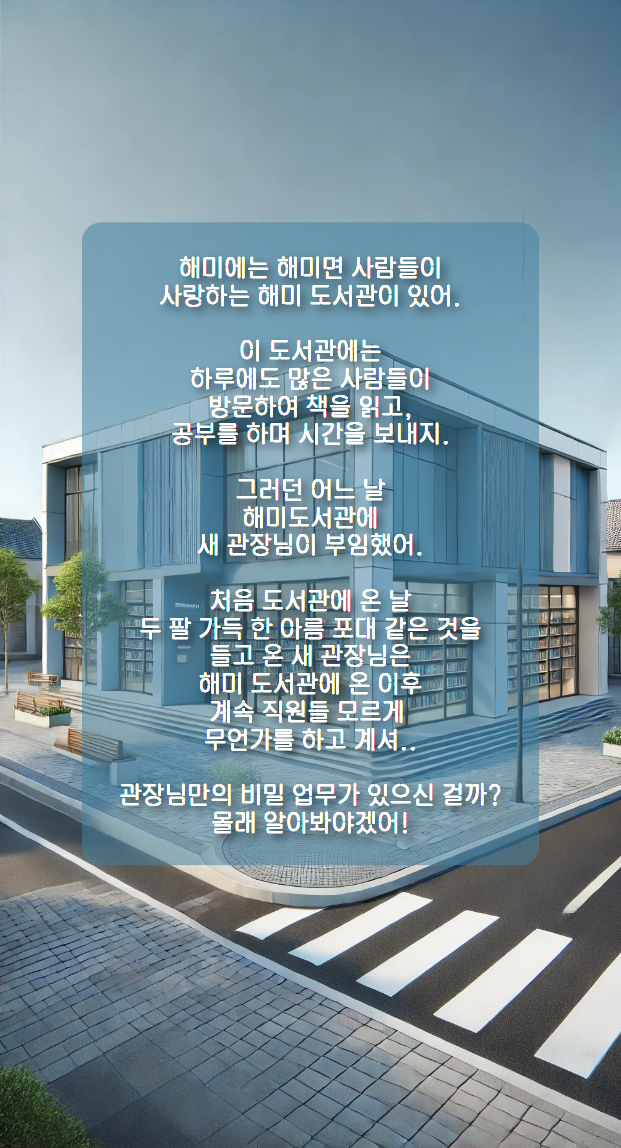 해미에는 해미면 사람들이
사랑하는 해미 도서관이 있어.
이 도서관에는
하루에도 많은 사람들이
방문하여 책을 읽고,
공부를 하며 시간을 보내지.
그러던 어느 날
해미도서관에
새 관장님이 부임했어.
처음 도서관에 온 날
두 팔 가득 한 아름 포대 같은 것을
들고 온 새 관장님은
해미 도서관에 온 이후
계속 직원들 모르게
무언가를 하고 계셔..
관장님만의 비밀 업무가 있으신 걸까?
몰래 알아봐야겠어!